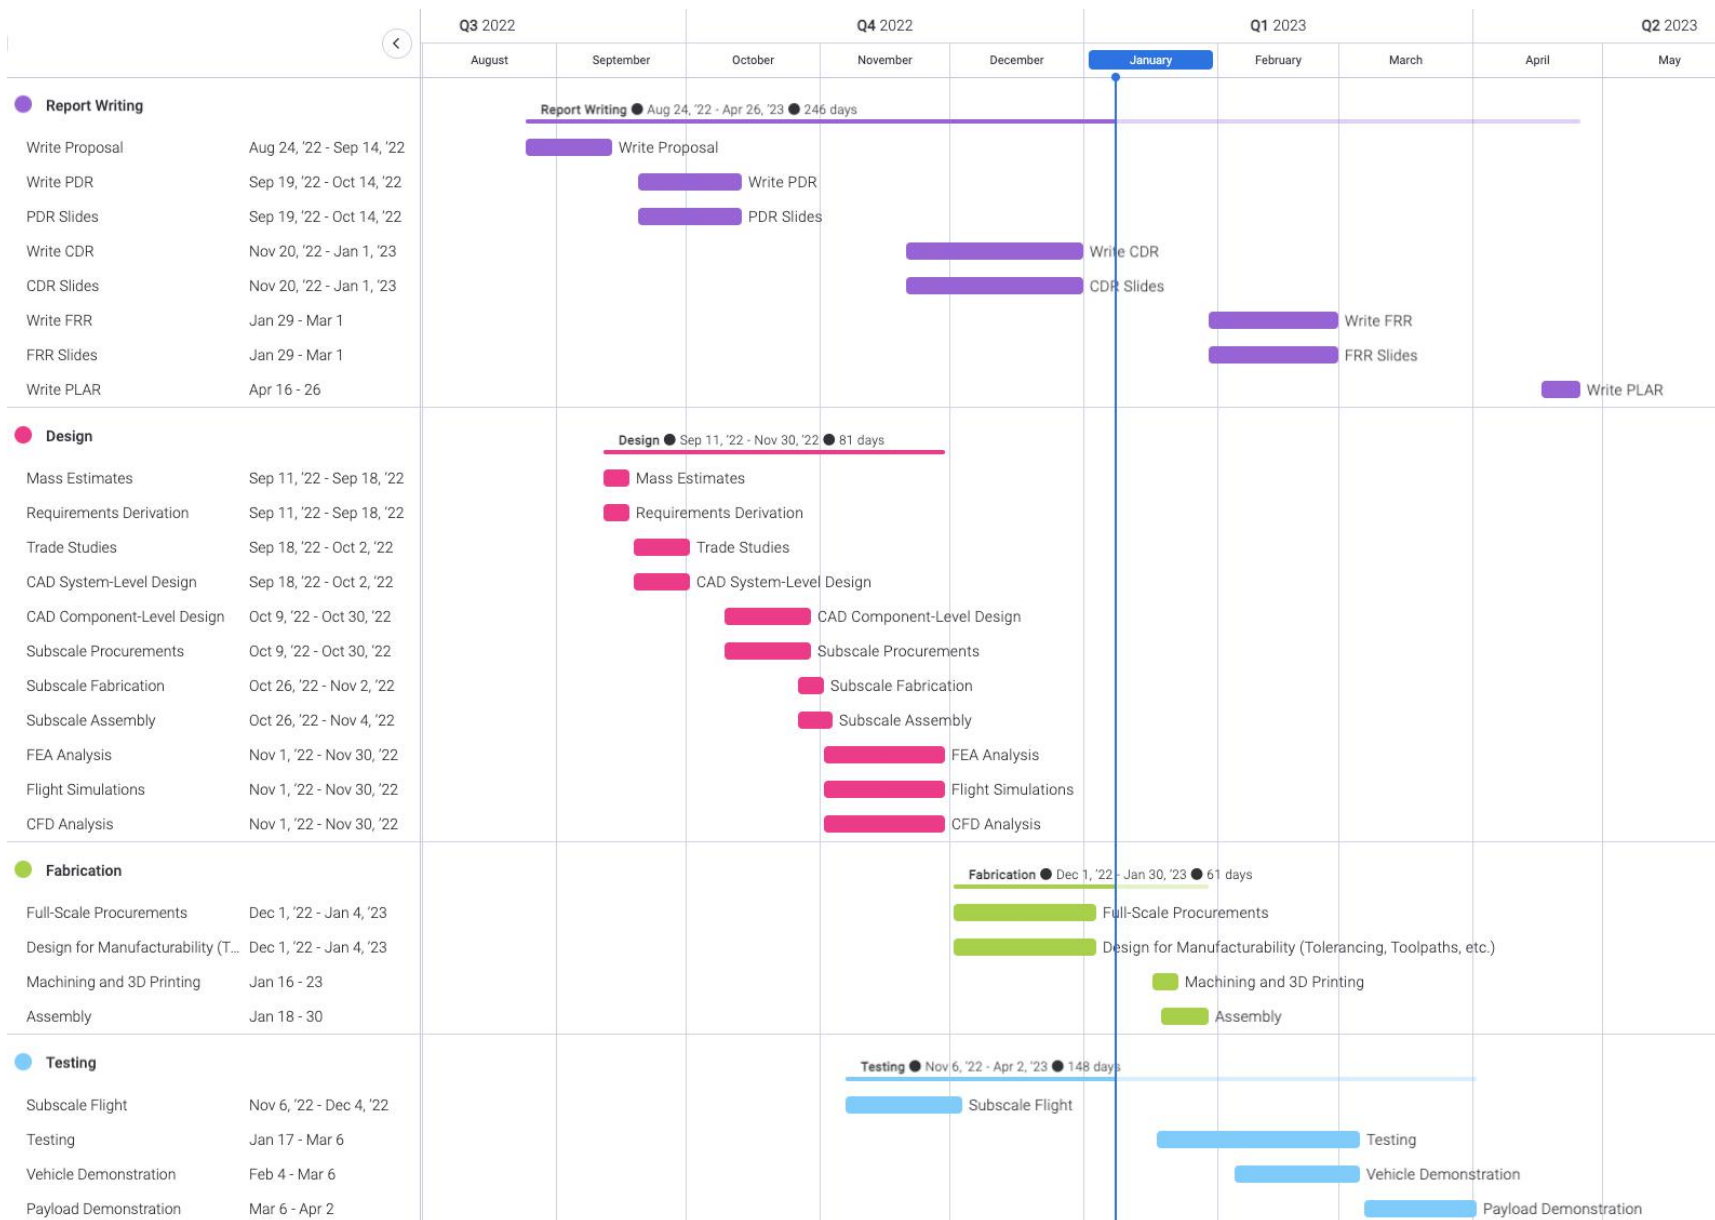 Q3 2022 Q4 2022 Q1 2023 Q2 2023
August September October November December January February March April May
Report Writing
Report Writing ● Aug 24, '22 - Apr 26, '23 ● 246 days
Write Proposal Aug 24, '22 - Sep 14, '22 Write Proposal
Write PDR Sep 19, '22 - Oct 14, '22 Write PDR
PDR Slides Sep 19, '22 - Oct 14, '22 PDR Slides
Write CDR Nov 20, '22 - Jan 1, '23 Write CDR
CDR Slides Nov 20, '22 - Jan 1, '23 CDR Slides
Write FRR Jan 29 - Mar 1 Write FRR
FRR Slides Jan 29 - Mar 1 FRR Slides
Write PLAR Apr 16 - 26 Write PLAR
Design
Design ● Sep 11, '22 - Nov 30, '22 ● 81 days
Mass Estimates Sep 11, '22 - Sep 18, '22 Mass Estimates
Requirements Derivation Sep 11, '22 - Sep 18, '22 Requirements Derivation
Trade Studies Sep 18, '22 - Oct 2, '22 Trade Studies
CAD System-Level Design Sep 18, '22 - Oct 2, '22 CAD System-Level Design
CAD Component-Level Design Oct 9, '22 - Oct 30, '22 CAD Component-Level Design
Subscale Procurements Oct 9, '22 - Oct 30, '22 Subscale Procurements
Subscale Fabrication Oct 26, '22 - Nov 2, '22 Subscale Fabrication
Subscale Assembly Oct 26, '22 - Nov 4, '22 Subscale Assembly
FEA Analysis Nov 1, '22 - Nov 30, '22 FEA Analysis
Flight Simulations Nov 1, '22 - Nov 30, '22 Flight Simulations
CFD Analysis Nov 1, '22 - Nov 30, '22 CFD Analysis
Fabrication
Fabrication ● Dec 1, '22 - Jan 30, '23 ● 61 days
Full-Scale Procurements Dec 1, '22 - Jan 4, '23 Full-Scale Procurements
Design for Manufacturability (T... Dec 1, '22 - Jan 4, '23 Design for Manufacturability (Tolerancing, Toolpaths, etc.)
Machining and 3D Printing Jan 16 - 23 Machining and 3D Printing
Assembly Jan 18 - 30 Assembly
Testing
Testing ● Nov 6, '22 - Apr 2, '23 ● 148 days
Subscale Flight Nov 6, '22 - Dec 4, '22 Subscale Flight
Testing Jan 17 - Mar 6 Testing
Vehicle Demonstration Feb 4 - Mar 6 Vehicle Demonstration
Payload Demonstration Mar 6 - Apr 2 Payload Demonstration